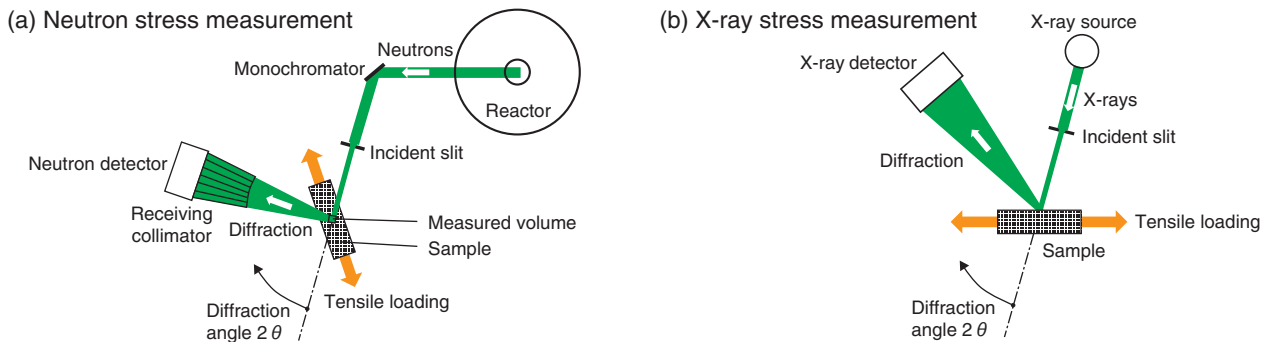 (a) Neutron stress measurement
Neutrons
Monochromator
Reactor
Incident slit
Neutron detector
Receiving
collimator
Diffraction
Measured volume
Sample
Tensile loading
Diffraction
angle 2 θ
(b) X-ray stress measurement
X-ray source
X-ray detector
X-rays
Incident slit
Diffraction
Tensile loading
Sample
Diffraction
angle 2 θ